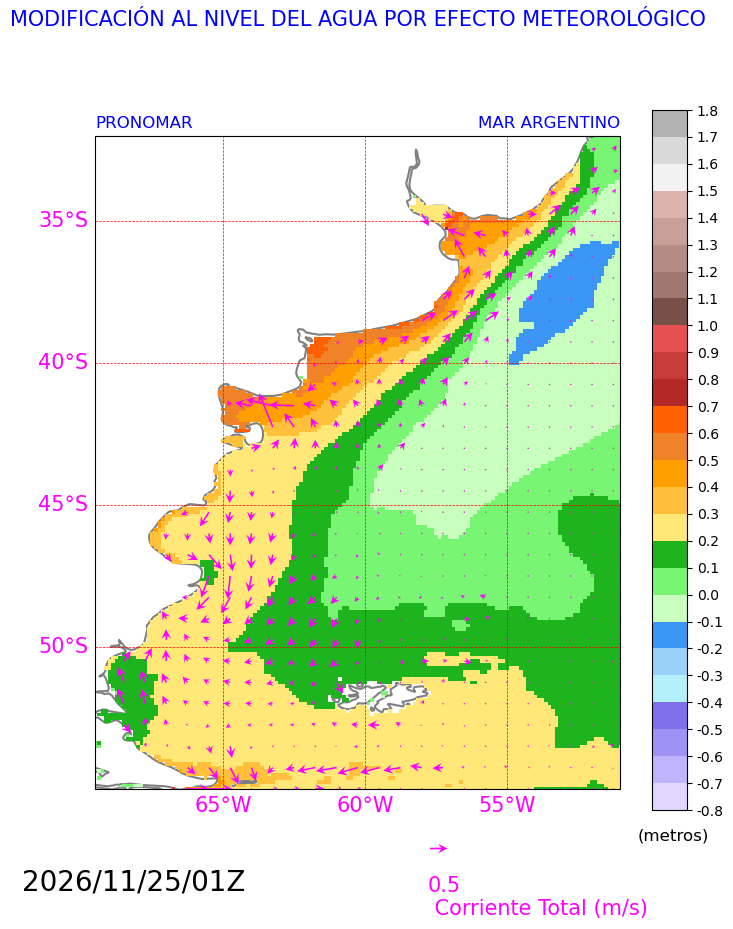 MODIFICACIÓN AL NIVEL DEL AGUA POR EFECTO METEOROLÓGICO
PRONOMAR MAR ARGENTINO
35°S
40°S
45°S
50°S
65°W 60°W 55°W
1.8
1.7
1.6
1.5
1.4
1.3
1.2
1.1
1.0
0.9
0.8
0.7
0.6
0.5
0.4
0.3
0.2
0.1
0.0
-0.1
-0.2
-0.3
-0.4
-0.5
-0.6
-0.7
-0.8
(metros)
2026/11/25/01Z
0.5
Corriente Total (m/s)